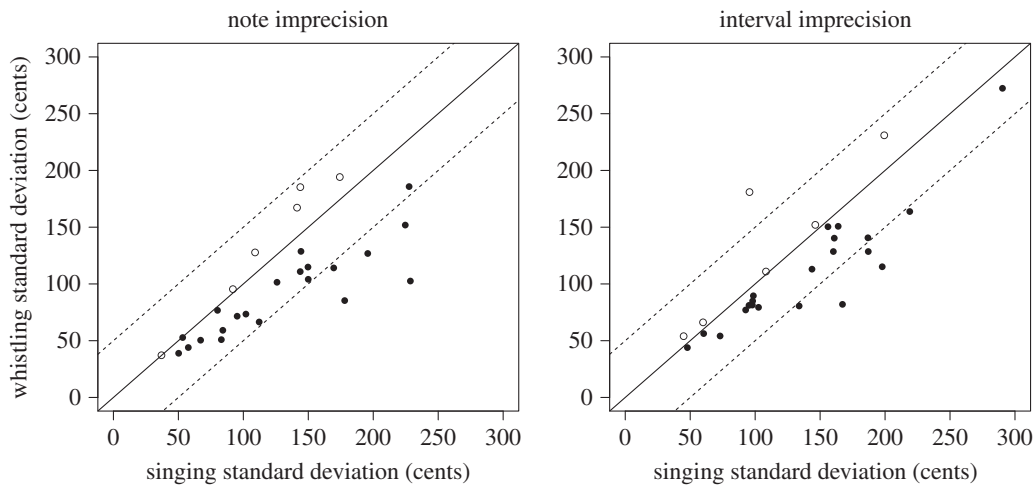 note imprecision
interval imprecision
whistling standard deviation (cents)
300
250
200
150
100
50
0
0 50 100 150 200 250 300
singing standard deviation (cents)
300
250
200
150
100
50
0
0 50 100 150 200 250 300
singing standard deviation (cents)